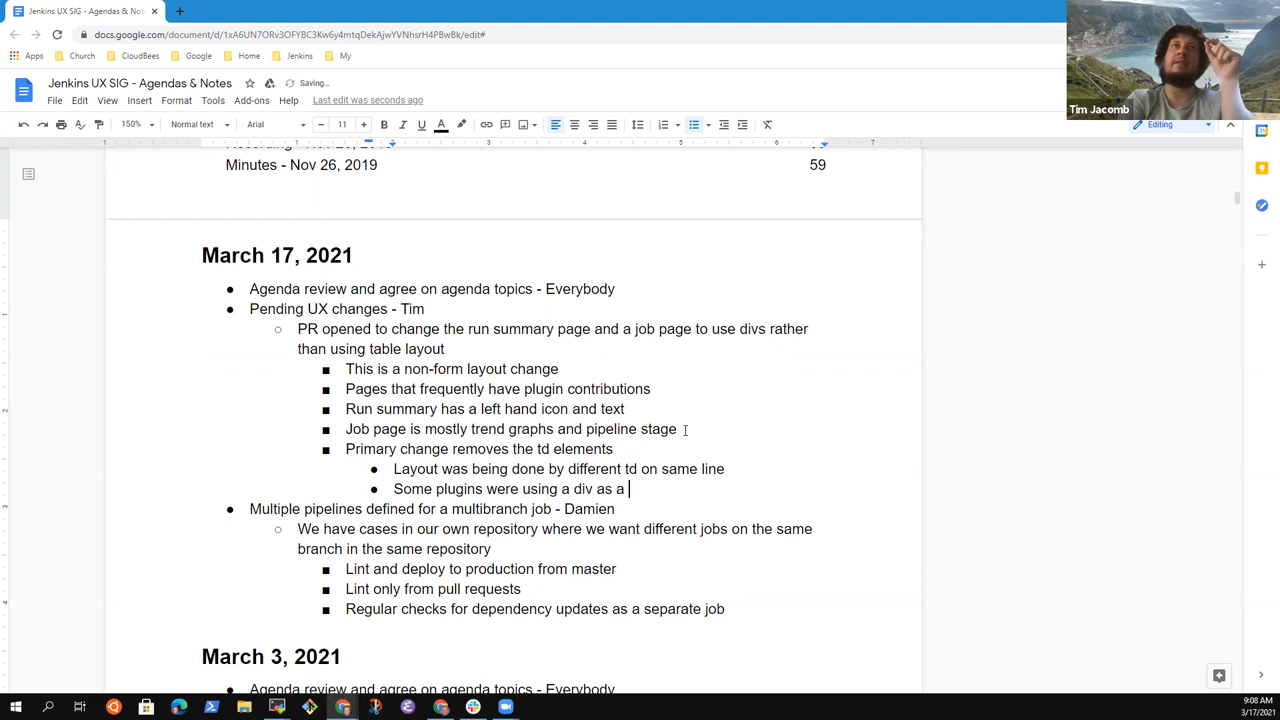 Jenkins UX SIG - Agendas & Note
docs.google.com/document/d/1xA6UN7ORv3OFYBC3Kw6y4mtqDekAjwYVNhsrH4PBwBk/edit#
Apps Church CloudBees Google Home Jenkins My
Jenkins UX SIG - Agendas & Notes Saving...
File Edit View Insert Format Tools Add-ons Help Last edit was seconds ago
150% Normal text Arial 11 Editing
Minutes - Nov 26, 2019 59
March 17, 2021
● Agenda review and agree on agenda topics - Everybody
● Pending UX changes - Tim
○ PR opened to change the run summary page and a job page to use divs rather
than using table layout
■ This is a non-form layout change
■ Pages that frequently have plugin contributions
■ Run summary has a left hand icon and text
■ Job page is mostly trend graphs and pipeline stage
■ Primary change removes the td elements
● Layout was being done by different td on same line
● Some plugins were using a div as a
● Multiple pipelines defined for a multibranch job - Damien
○ We have cases in our own repository where we want different jobs on the same
branch in the same repository
■ Lint and deploy to production from master
■ Lint only from pull requests
■ Regular checks for dependency updates as a separate job
March 3, 2021
● Agenda review and agree on agenda topics - Everybody
Tim Jacomb
9:08 AM
3/17/2021